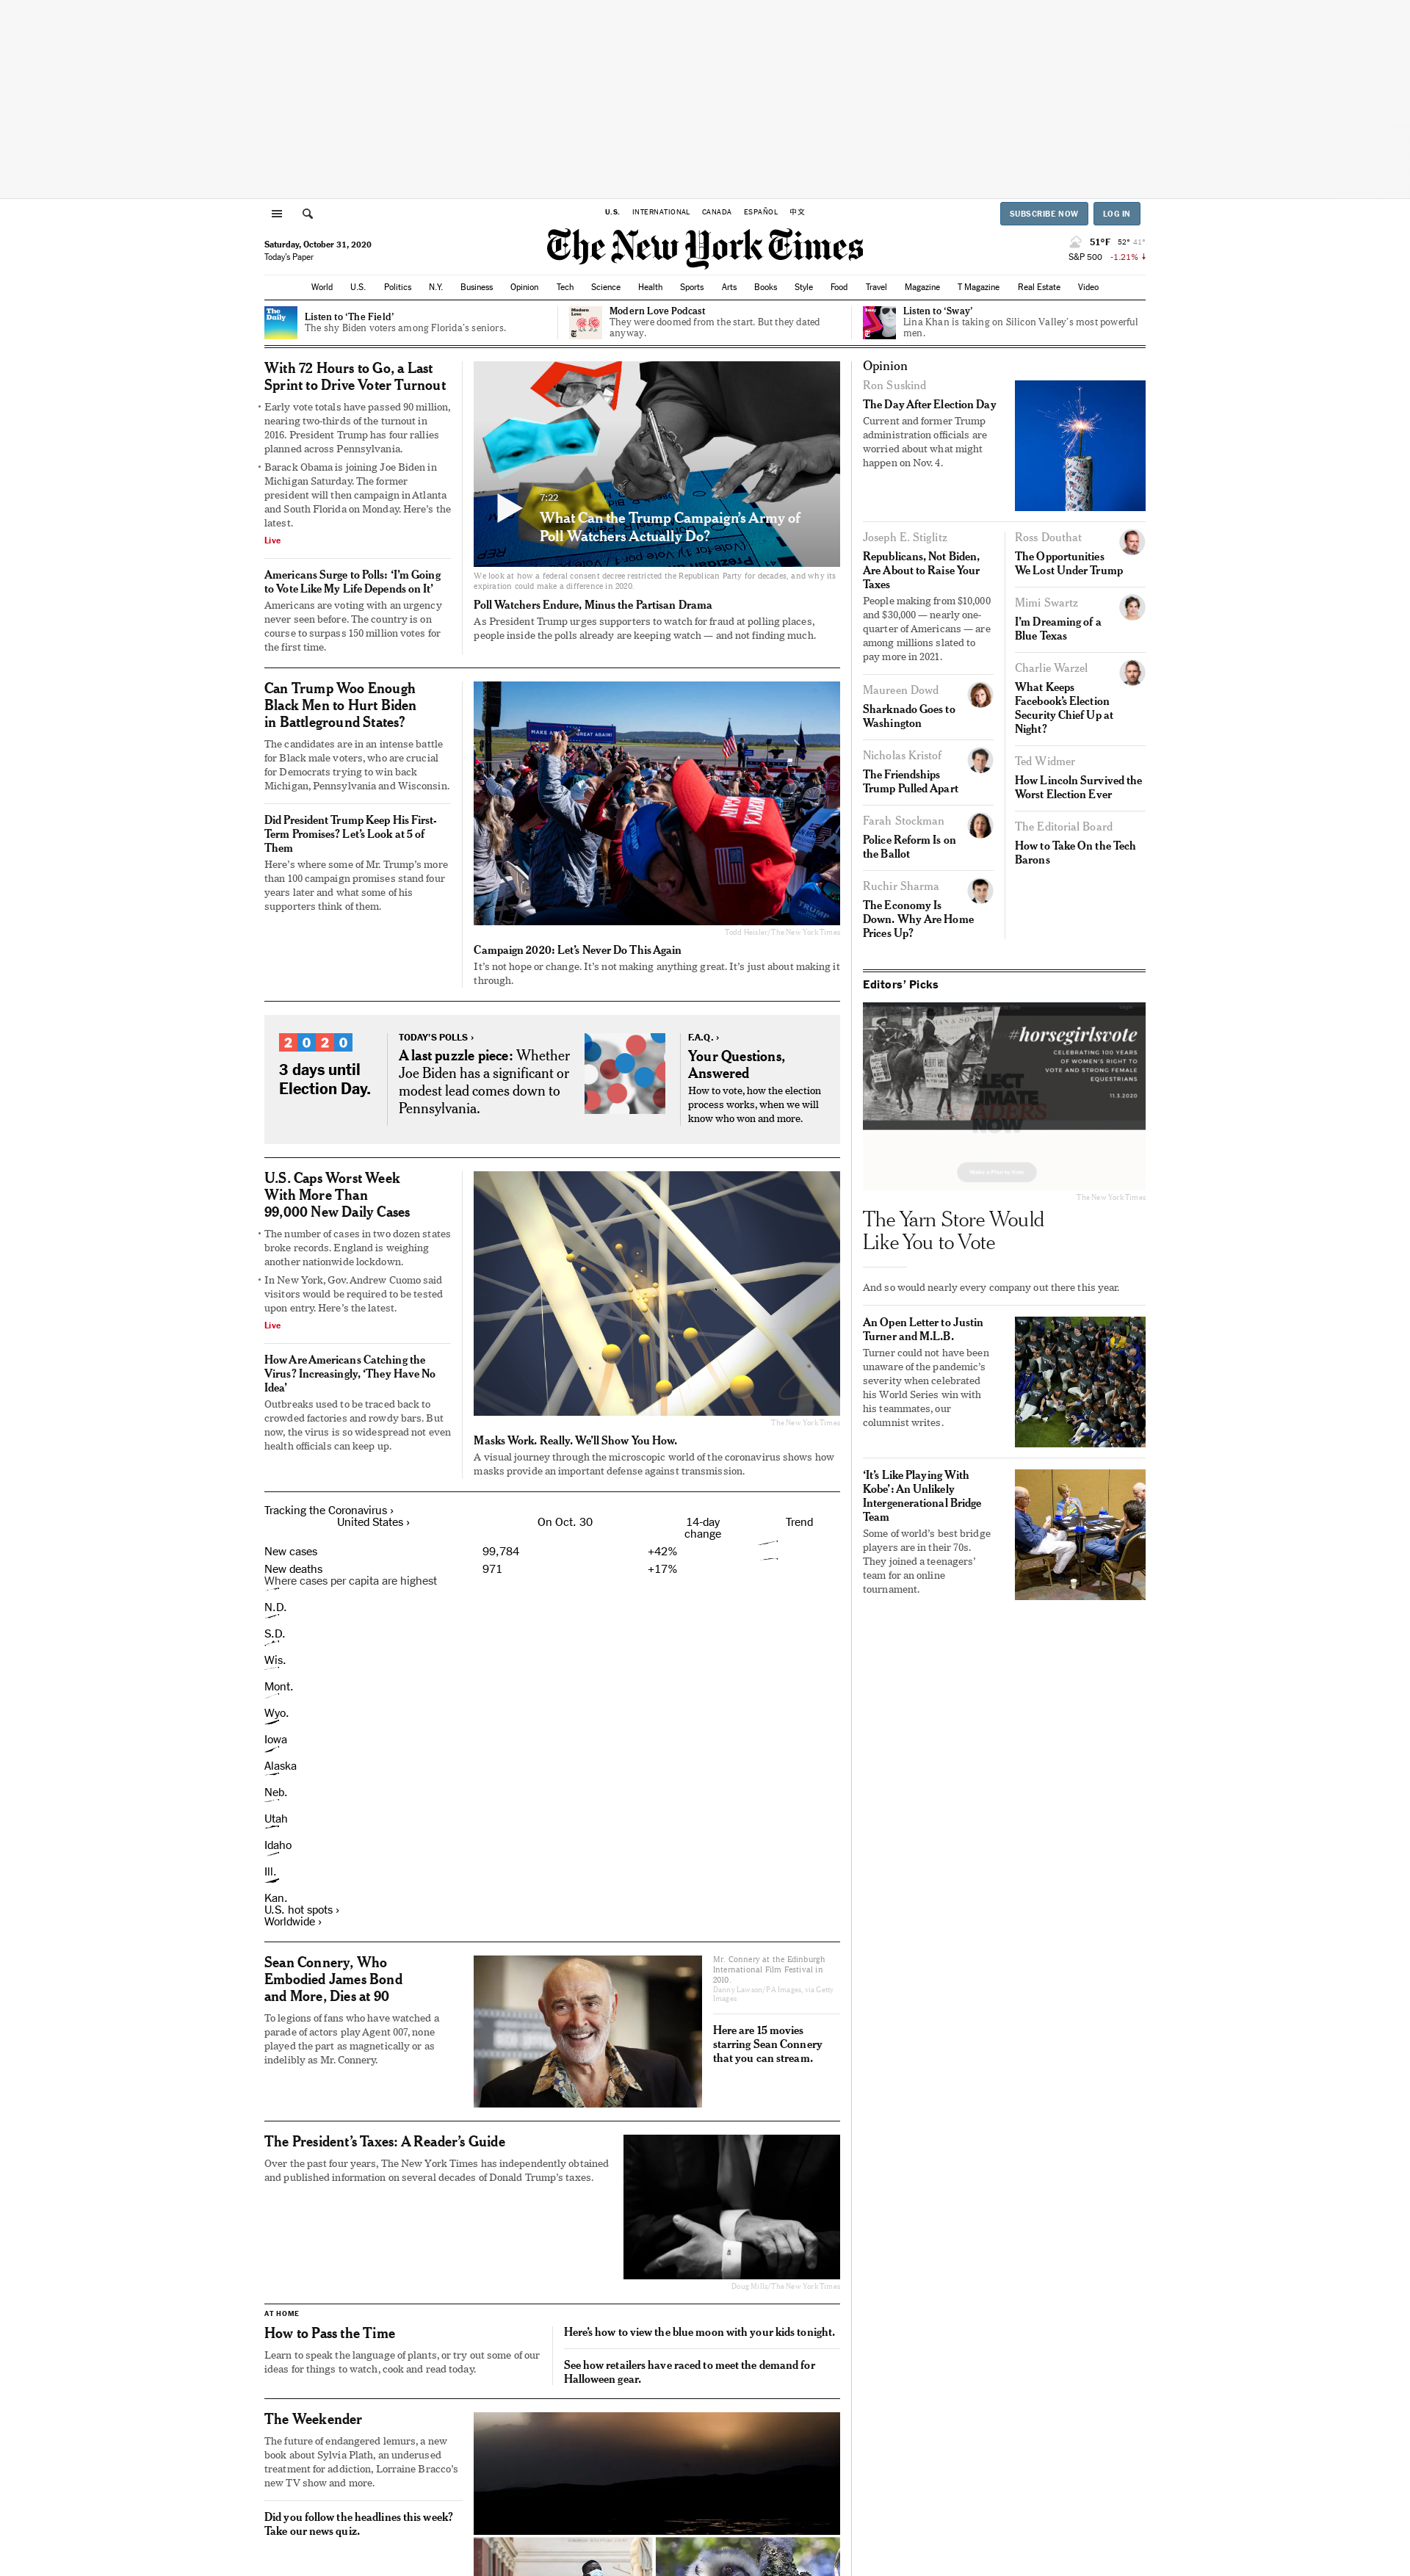 U.S. INTERNATIONAL CANADA ESPAÑOL 中文
SUBSCRIBE NOW LOG IN
Saturday, October 31, 2020
Today's Paper
The New York Times
51°F 52° 41°
S&P 500 -1.21%
World U.S. Politics N.Y. Business Opinion Tech Science Health Sports Arts Books Style Food Travel Magazine T Magazine Real Estate Video
The Daily
Listen to ‘The Field’
The shy Biden voters among Florida’s seniors.
Modern Love
Modern Love Podcast
They were doomed from the start. But they dated
anyway.
Listen to ‘Sway’
Lina Khan is taking on Silicon Valley’s most powerful
men.
With 72 Hours to Go, a Last
Sprint to Drive Voter Turnout
• Early vote totals have passed 90 million,
nearing two-thirds of the turnout in
2016. President Trump has four rallies
planned across Pennsylvania.
• Barack Obama is joining Joe Biden in
Michigan Saturday. The former
president will then campaign in Atlanta
and South Florida on Monday. Here’s the
latest.
Live
Americans Surge to Polls: ‘I’m Going
to Vote Like My Life Depends on It’
Americans are voting with an urgency
never seen before. The country is on
course to surpass 150 million votes for
the first time.
7:22
What Can the Trump Campaign’s Army of
Poll Watchers Actually Do?
We look at how a federal consent decree restricted the Republican Party for decades, and why its
expiration could make a difference in 2020.
Poll Watchers Endure, Minus the Partisan Drama
As President Trump urges supporters to watch for fraud at polling places,
people inside the polls already are keeping watch — and not finding much.
Can Trump Woo Enough
Black Men to Hurt Biden
in Battleground States?
The candidates are in an intense battle
for Black male voters, who are crucial
for Democrats trying to win back
Michigan, Pennsylvania and Wisconsin.
Did President Trump Keep His First-
Term Promises? Let’s Look at 5 of
Them
Here’s where some of Mr. Trump’s more
than 100 campaign promises stand four
years later and what some of his
supporters think of them.
Todd Heisler/The New York Times
Campaign 2020: Let’s Never Do This Again
It’s not hope or change. It’s not making anything great. It’s just about making it
through.
2020
3 days until
Election Day.
TODAY’S POLLS ›
A last puzzle piece: Whether
Joe Biden has a significant or
modest lead comes down to
Pennsylvania.
F.A.Q. ›
Your Questions,
Answered
How to vote, how the election
process works, when we will
know who won and more.
U.S. Caps Worst Week
With More Than
99,000 New Daily Cases
• The number of cases in two dozen states
broke records. England is weighing
another nationwide lockdown.
• In New York, Gov. Andrew Cuomo said
visitors would be required to be tested
upon entry. Here’s the latest.
Live
How Are Americans Catching the
Virus? Increasingly, ‘They Have No
Idea’
Outbreaks used to be traced back to
crowded factories and rowdy bars. But
now, the virus is so widespread not even
health officials can keep up.
The New York Times
Masks Work. Really. We’ll Show You How.
A visual journey through the microscopic world of the coronavirus shows how
masks provide an important defense against transmission.
Tracking the Coronavirus ›
United States › On Oct. 30 14-day Trend
change
New cases 99,784 +42%
New deaths 971 +17%
Where cases per capita are highest
N.D.
S.D.
Wis.
Mont.
Wyo.
Iowa
Alaska
Neb.
Utah
Idaho
Ill.
Kan.
U.S. hot spots ›
Worldwide ›
Sean Connery, Who
Embodied James Bond
and More, Dies at 90
To legions of fans who have watched a
parade of actors play Agent 007, none
played the part as magnetically or as
indelibly as Mr. Connery.
Mr. Connery at the Edinburgh
International Film Festival in
2010.
Danny Lawson/PA Images, via Getty
Images
Here are 15 movies
starring Sean Connery
that you can stream.
The President’s Taxes: A Reader’s Guide
Over the past four years, The New York Times has independently obtained
and published information on several decades of Donald Trump’s taxes.
Doug Mills/The New York Times
AT HOME
How to Pass the Time
Learn to speak the language of plants, or try out some of our
ideas for things to watch, cook and read today.
Here’s how to view the blue moon with your kids tonight.
See how retailers have raced to meet the demand for
Halloween gear.
The Weekender
The future of endangered lemurs, a new
book about Sylvia Plath, an underused
treatment for addiction, Lorraine Bracco’s
new TV show and more.
Did you follow the headlines this week?
Take our news quiz.
Opinion
Ron Suskind
The Day After Election Day
Current and former Trump
administration officials are
worried about what might
happen on Nov. 4.
Joseph E. Stiglitz
Republicans, Not Biden,
Are About to Raise Your
Taxes
People making from $10,000
and $30,000 — nearly one-
quarter of Americans — are
among millions slated to
pay more in 2021.
Maureen Dowd
Sharknado Goes to
Washington
Nicholas Kristof
The Friendships
Trump Pulled Apart
Farah Stockman
Police Reform Is on
the Ballot
Ruchir Sharma
The Economy Is
Down. Why Are Home
Prices Up?
Ross Douthat
The Opportunities
We Lost Under Trump
Mimi Swartz
I’m Dreaming of a
Blue Texas
Charlie Warzel
What Keeps
Facebook’s Election
Security Chief Up at
Night?
Ted Widmer
How Lincoln Survived the
Worst Election Ever
The Editorial Board
How to Take On the Tech
Barons
Editors’ Picks
#horsegirlsvote
CELEBRATING 100 YEARS
OF WOMEN'S RIGHT TO
VOTE AND STRONG FEMALE
EQUESTRIANS
11.3.2020
The New York Times
The Yarn Store Would
Like You to Vote
And so would nearly every company out there this year.
An Open Letter to Justin
Turner and M.L.B.
Turner could not have been
unaware of the pandemic’s
severity when celebrated
his World Series win with
his teammates, our
columnist writes.
‘It’s Like Playing With
Kobe’: An Unlikely
Intergenerational Bridge
Team
Some of world’s best bridge
players are in their 70s.
They joined a teenagers’
team for an online
tournament.